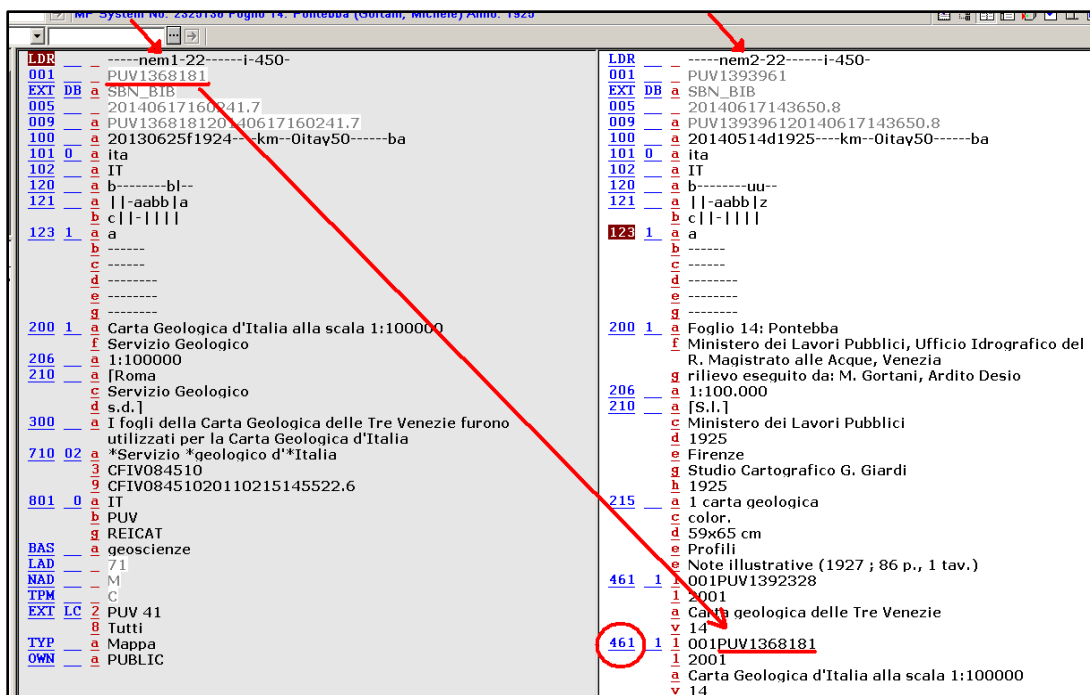 MP System No. 2325136 Foglio 14: Pontebba (Gortani, Michele) Anno: 1925
LDR _ _ _ -----nem1-22------i-450-
001 _ _ _ PUV1368181
EXT DB a SBN_BIB
005 _ _ _ 20140617160241.7
009 _ _ a PUV136818120140617160241.7
100 _ _ a 20130625f1924----km--0itay50------ba
101 0 _ a ita
102 _ _ a IT
120 _ _ a b--------bl--
121 _ _ a ||-aabb|a
b c||-||||
123 1 _ a a
b ------
c ------
d --------
e --------
g --------
200 1 _ a Carta Geologica d'Italia alla scala 1:100000
f Servizio Geologico
206 _ _ a 1:100000
210 _ _ a [Roma
c Servizio Geologico
d s.d.]
300 _ _ a I fogli della Carta Geologica delle Tre Venezie furono
utilizzati per la Carta Geologica d'Italia
710 02 a *Servizio *geologico d'*Italia
3 CFIV084510
9 CFIV08451020110215145522.6
801 _ 0 a IT
b PUV
g REICAT
BAS _ _ a geoscienze
LAD _ _ _ 71
NAD _ _ _ M
TPM _ _ _ C
EXT LC 2 PUV 41
8 Tutti
TYP _ _ a Mappa
OWN _ _ a PUBLIC
LDR _ _ _ -----nem2-22------i-450-
001 _ _ _ PUV1393961
EXT DB a SBN_BIB
005 _ _ _ 20140617143650.8
009 _ _ a PUV139396120140617143650.8
100 _ _ a 20140514d1925----km--0itay50------ba
101 0 _ a ita
102 _ _ a IT
120 _ _ a b--------uu--
121 _ _ a ||-aabb|z
b c||-||||
123 1 _ a a
b ------
c ------
d --------
e --------
g --------
200 1 _ a Foglio 14: Pontebba
f Ministero dei Lavori Pubblici, Ufficio Idrografico del
R. Magistrato alle Acque, Venezia
g rilievo eseguito da: M. Gortani, Ardito Desio
206 _ _ a 1:100.000
210 _ _ a [S.l.]
c Ministero dei Lavori Pubblici
d 1925
e Firenze
g Studio Cartografico G. Giardi
h 1925
215 _ _ a 1 carta geologica
c color.
d 59x65 cm
e Profili
e Note illustrative (1927 ; 86 p., 1 tav.)
461 _ 1 1 001PUV1392328
1 2001
a Carta geologica delle Tre Venezie
v 14
461 _ 1 1 001PUV1368181
1 2001
a Carta Geologica d'Italia alla scala 1:100000
v 14